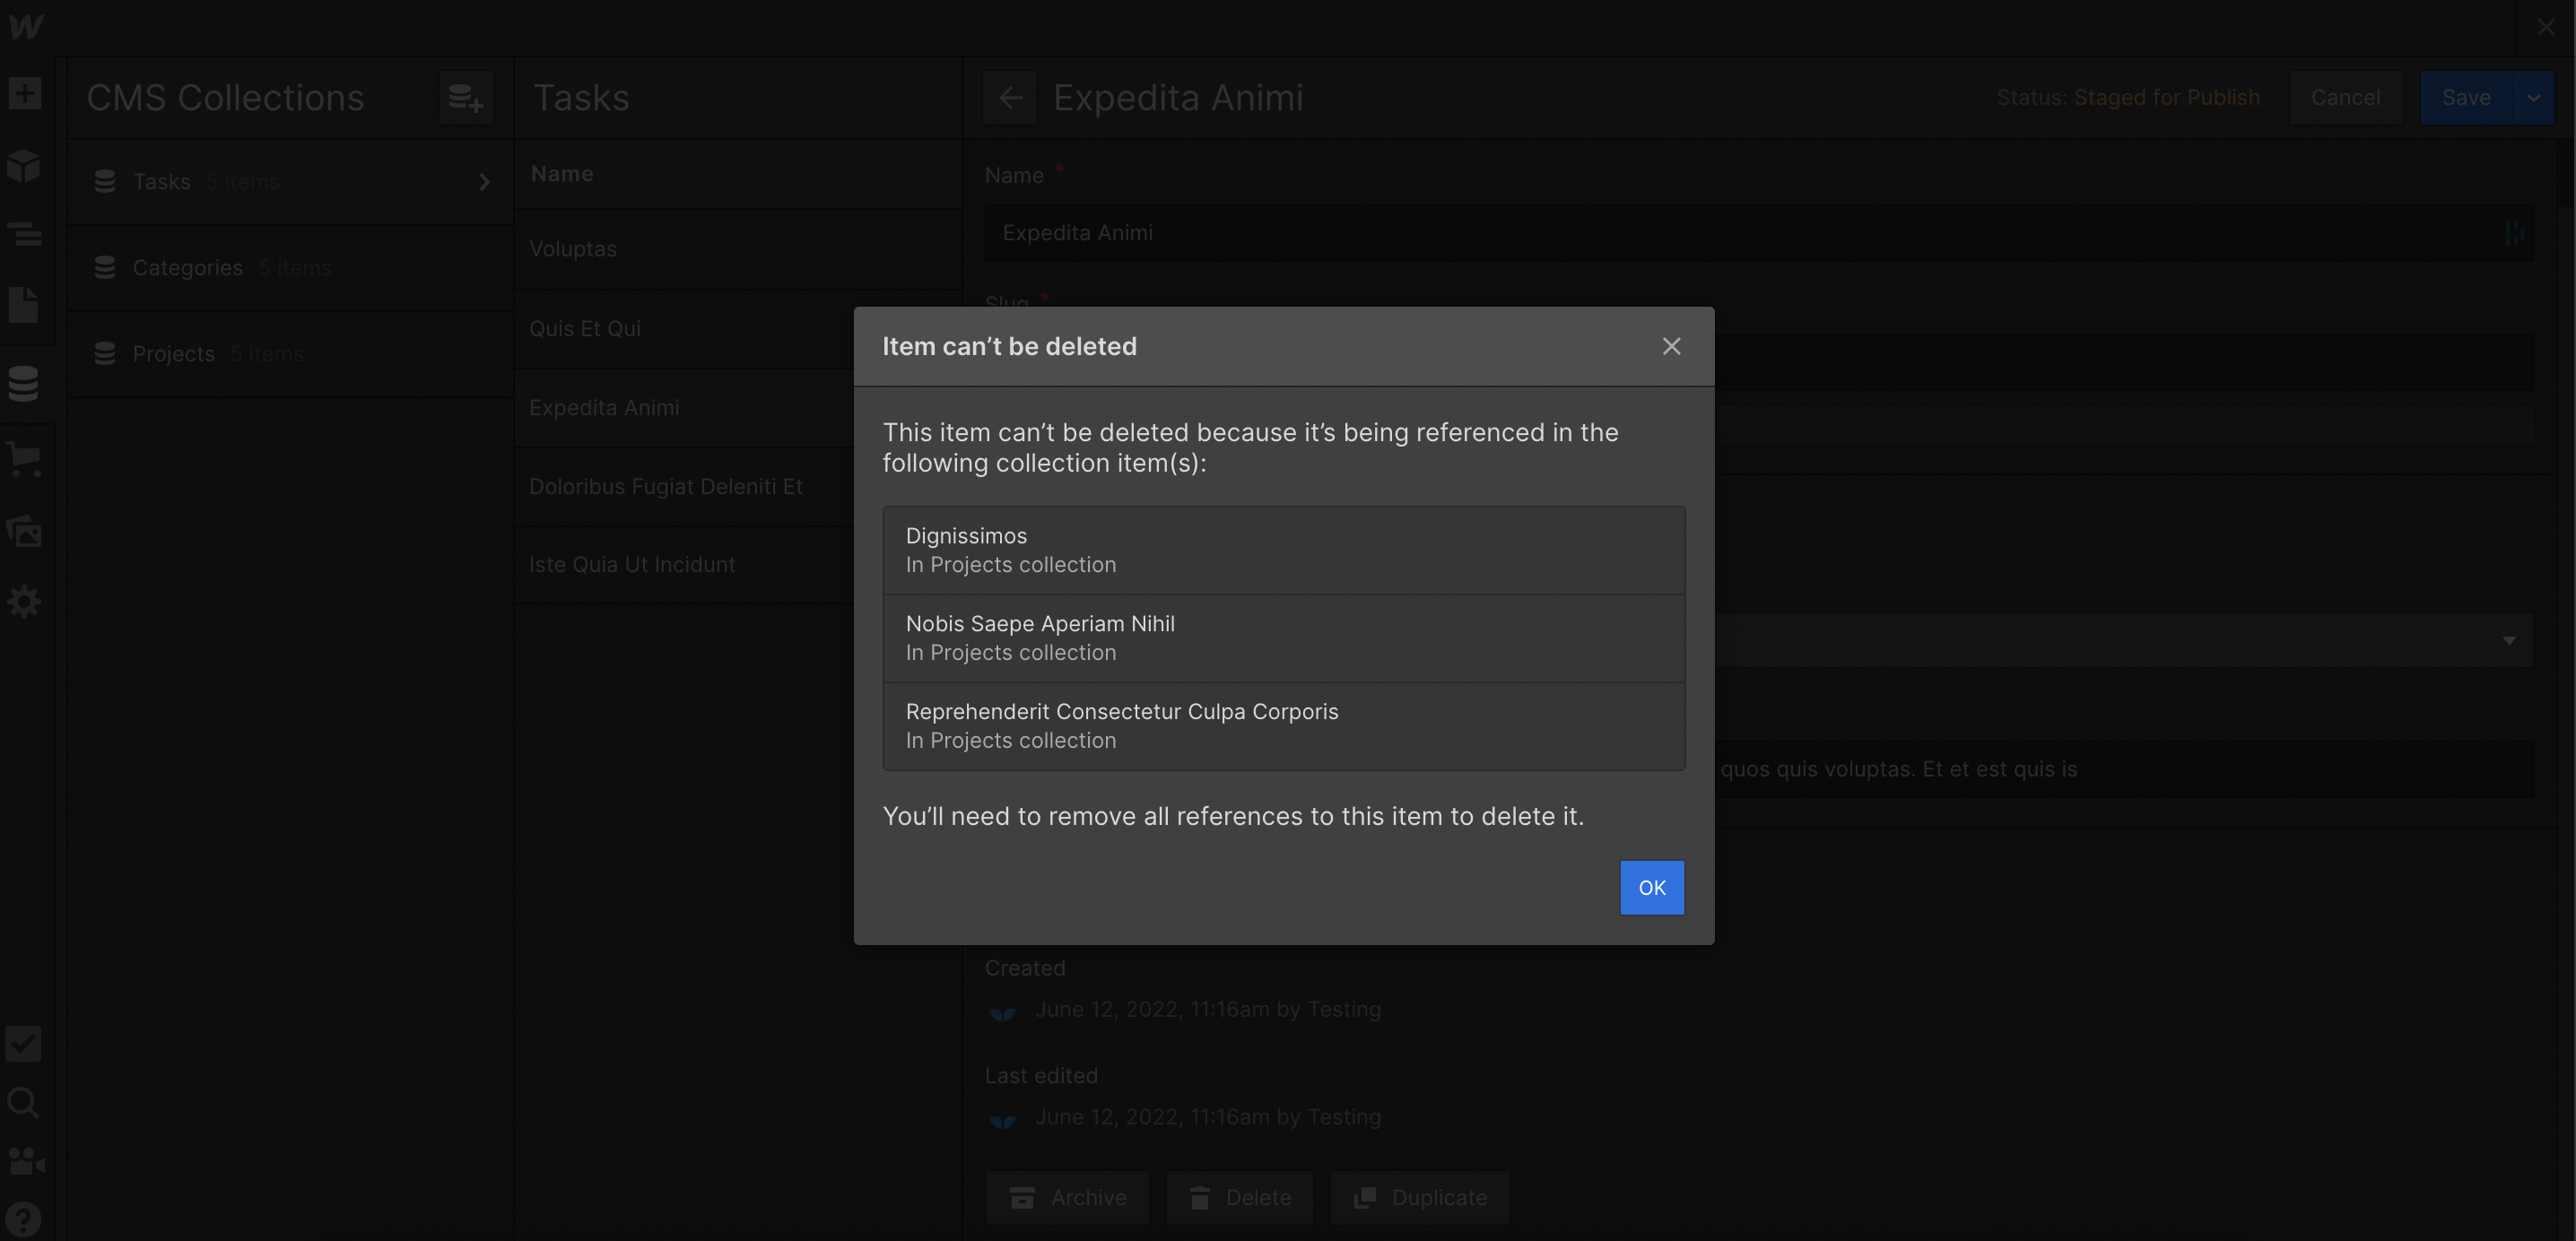 CMS Collections
Tasks 5 items
Categories 5 items
Projects 5 items
Tasks
Name
Voluptas
Quis Et Qui
Expedita Animi
Doloribus Fugiat Deleniti Et
Iste Quia Ut Incidunt
Expedita Animi
Status: Staged for Publish
Cancel
Save
Name *
Expedita Animi
Slug *
Item can’t be deleted
This item can’t be deleted because it’s being referenced in the
following collection item(s):
Dignissimos
In Projects collection
Nobis Saepe Aperiam Nihil
In Projects collection
Reprehenderit Consectetur Culpa Corporis
In Projects collection
You’ll need to remove all references to this item to delete it.
OK
quos quis voluptas. Et et est quis is
Created
June 12, 2022, 11:16am by Testing
Last edited
June 12, 2022, 11:16am by Testing
Archive
Delete
Duplicate